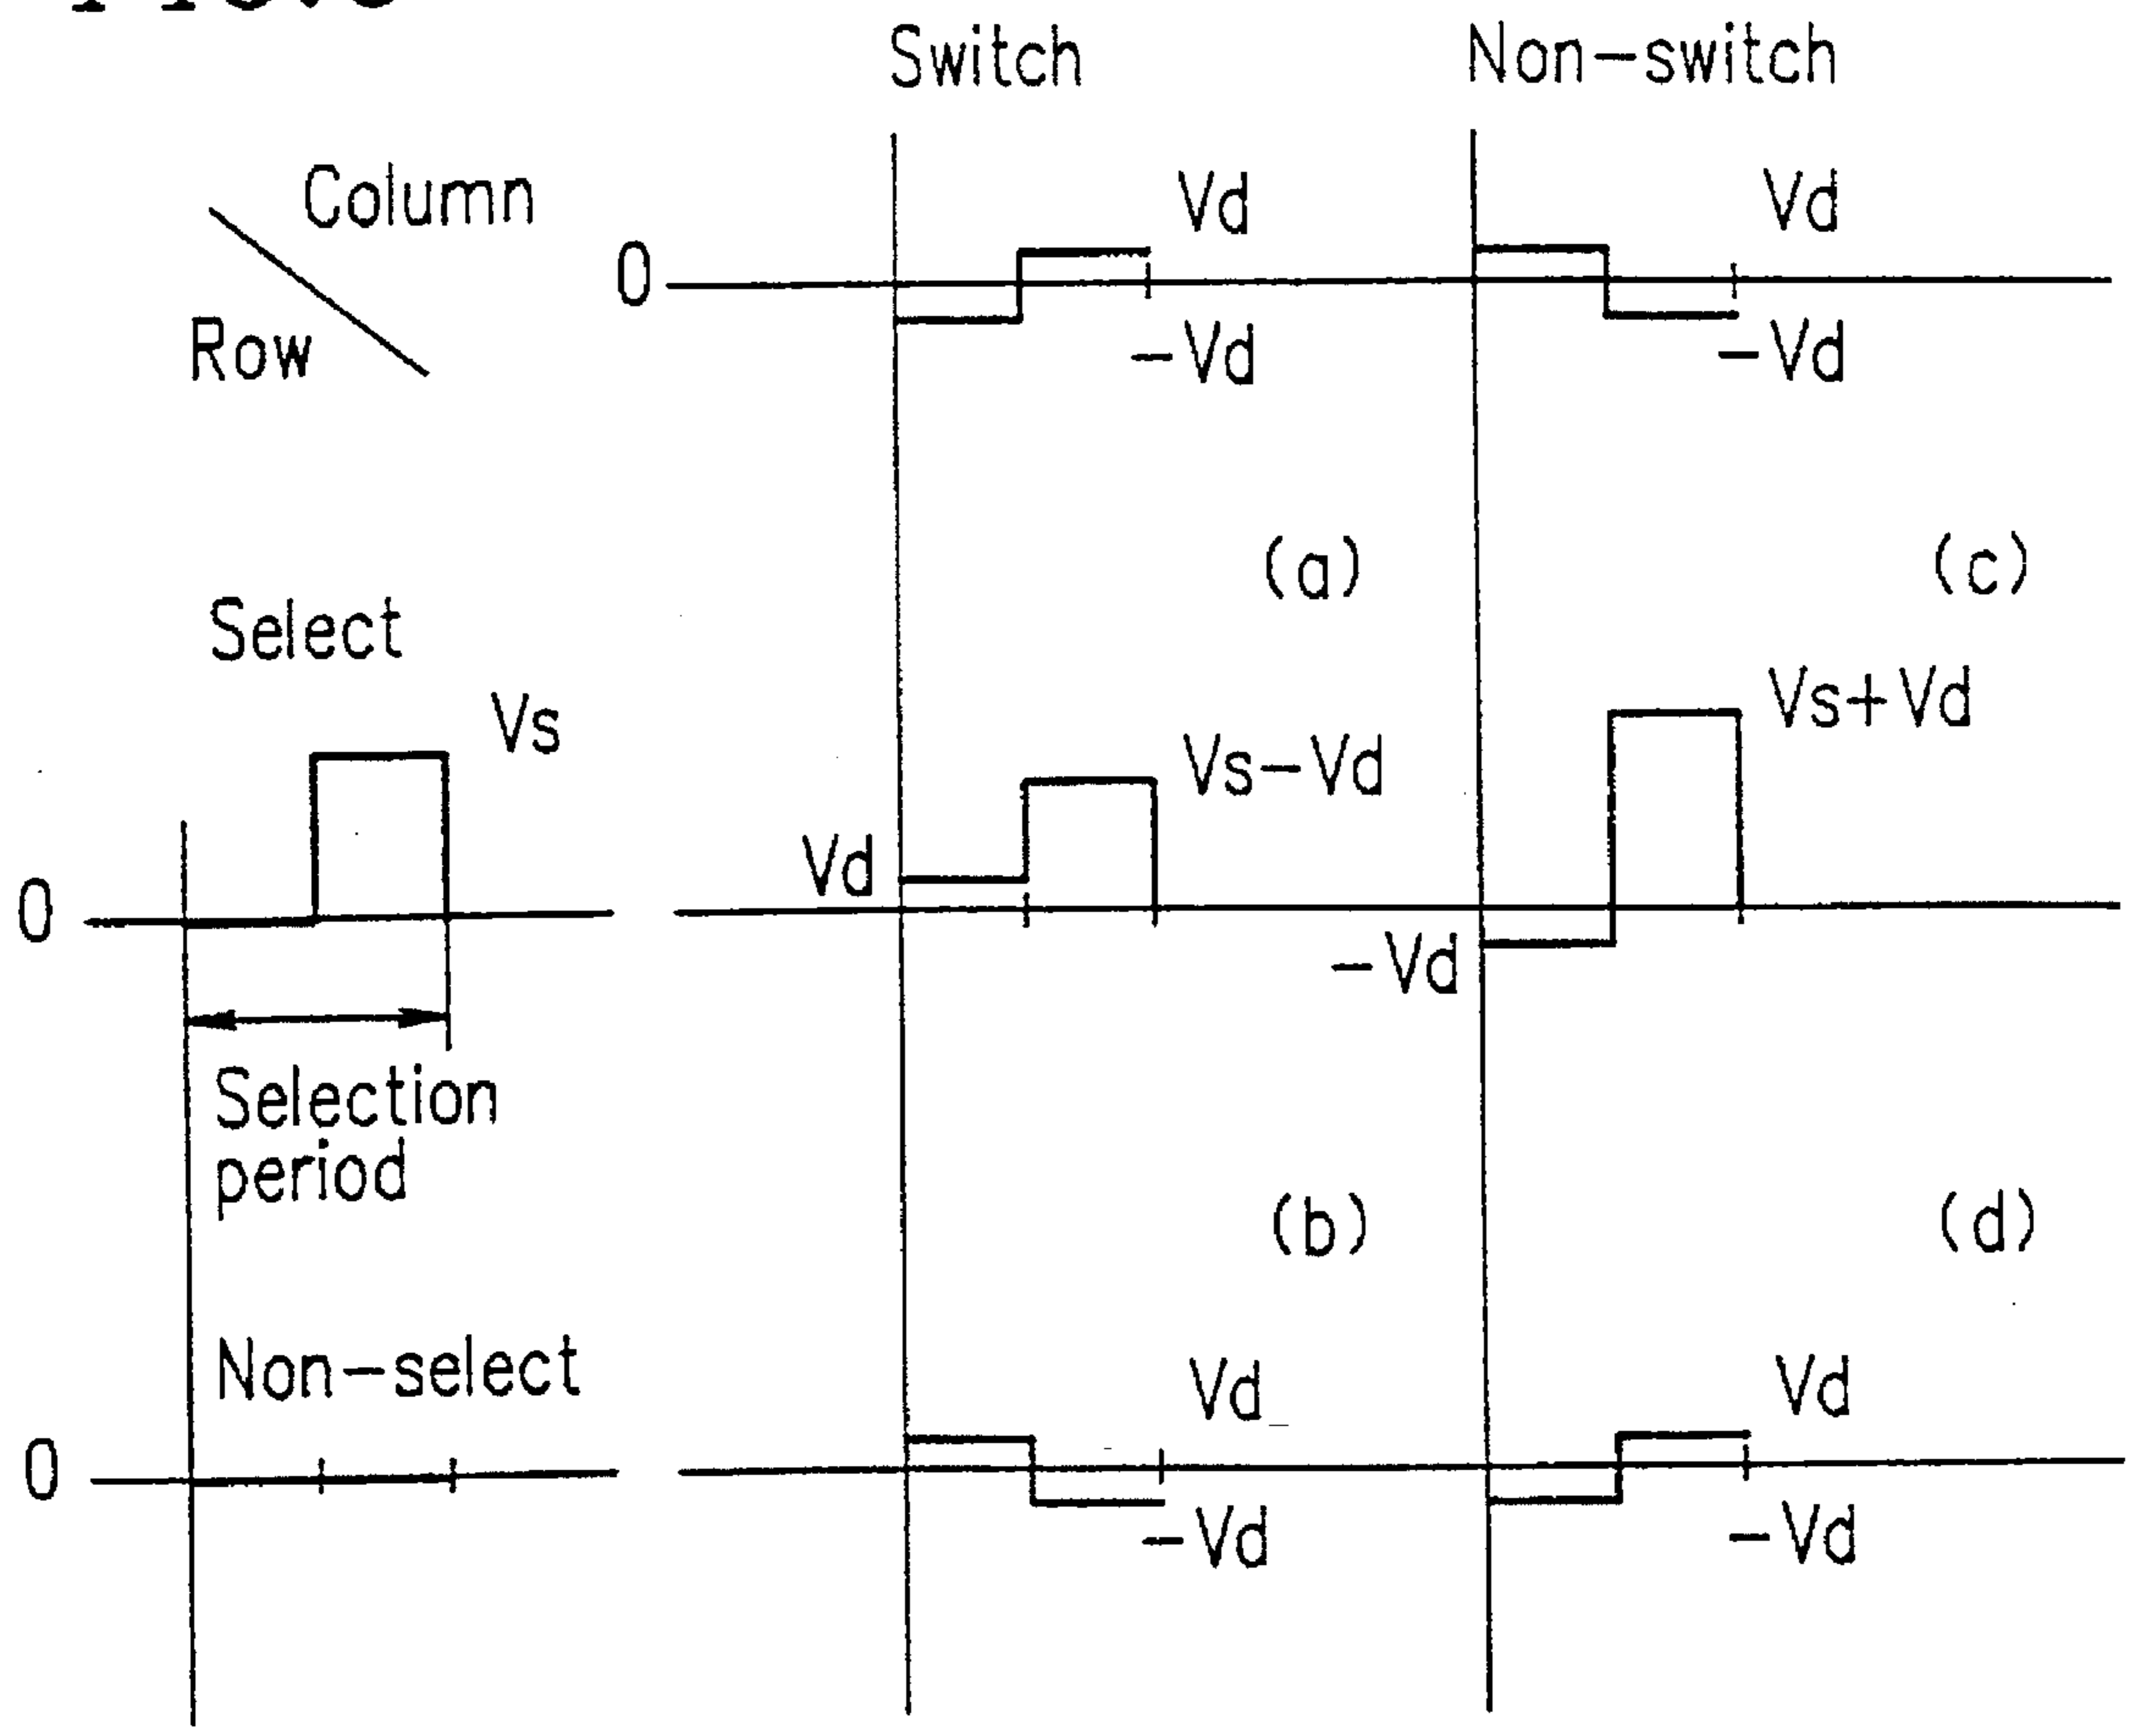 Switch
Non-switch
Column
Row
0
Vd
-Vd
Vd
-Vd
(a)
(c)
Select
Vs
0
Vd
Vs-Vd
-Vd
Vs+Vd
Selection
period
(b)
(d)
Non-select
0
Vd
-Vd
Vd
-Vd